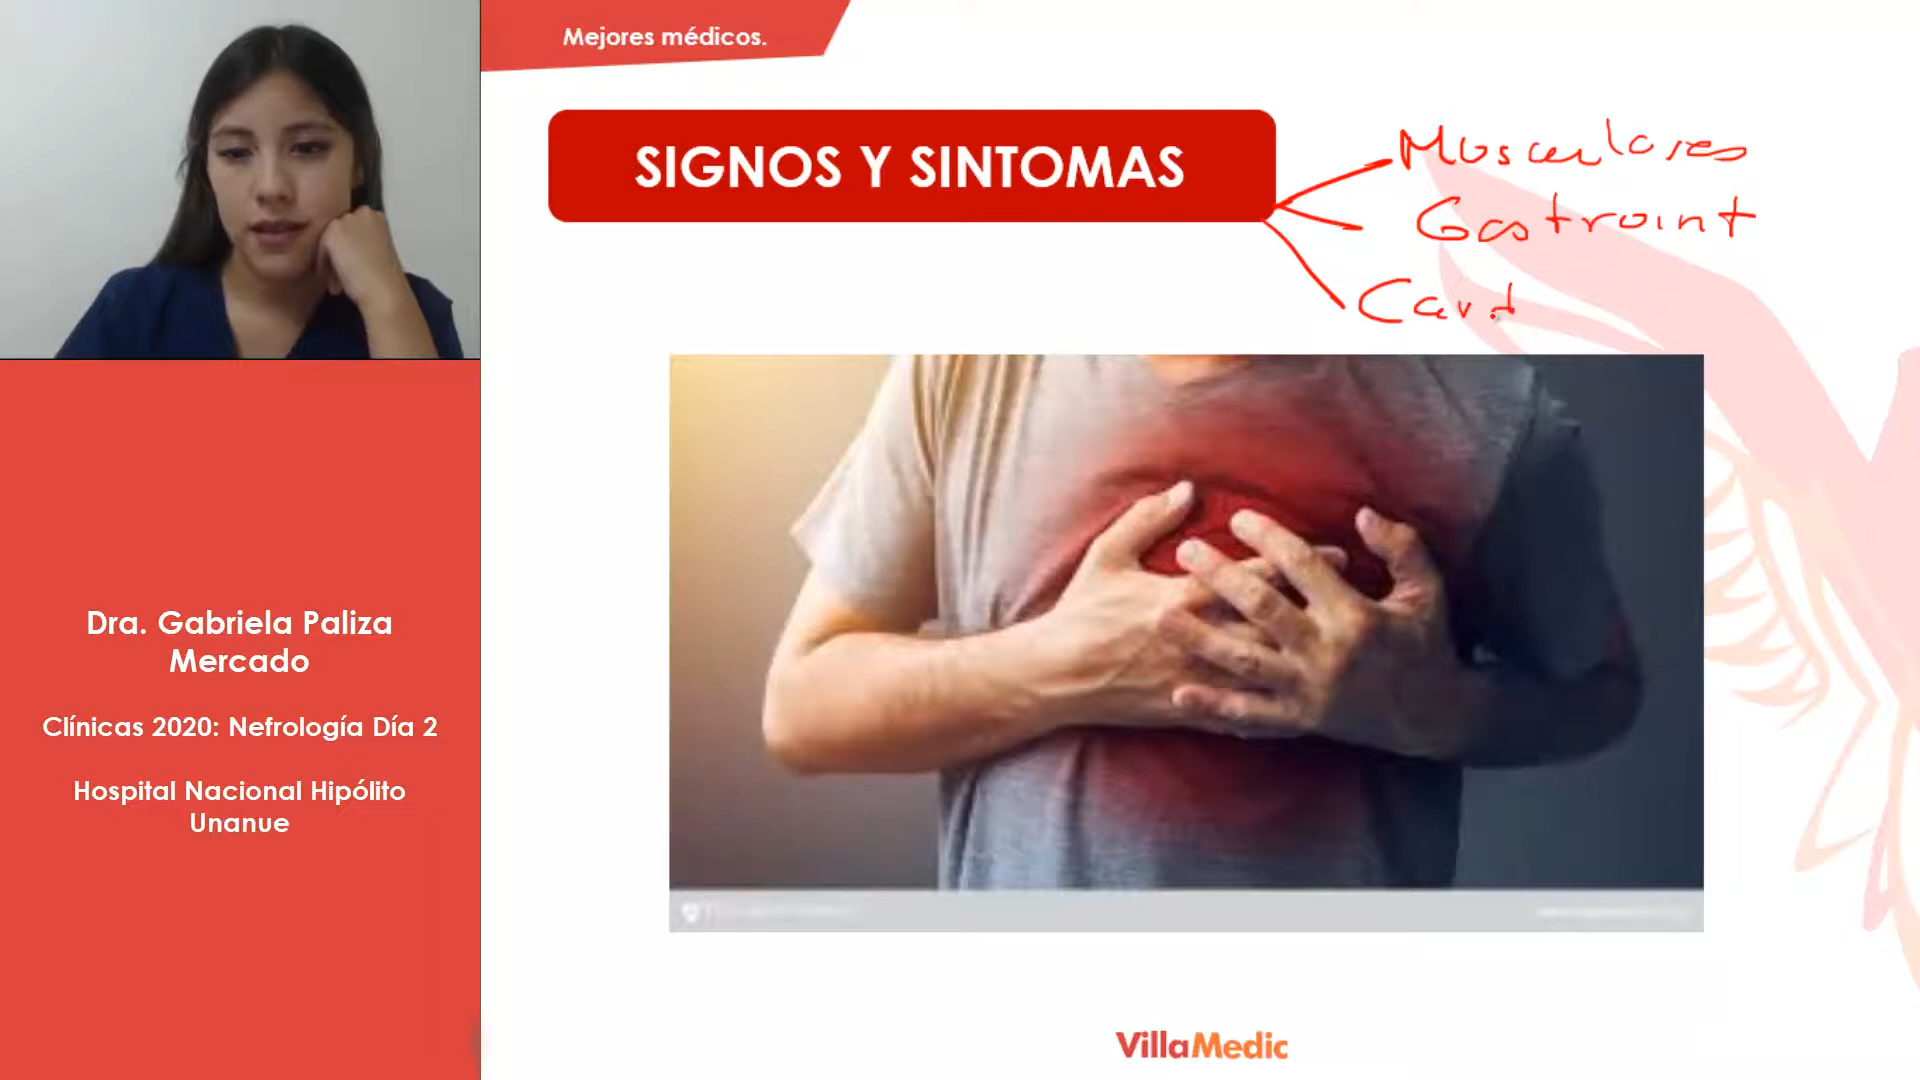 Mejores médicos.
SIGNOS Y SINTOMAS
Musculares
Gastroint
Card
Dra. Gabriela Paliza
Mercado
Clínicas 2020: Nefrología Día 2
Hospital Nacional Hipólito
Unanue
VillaMedic